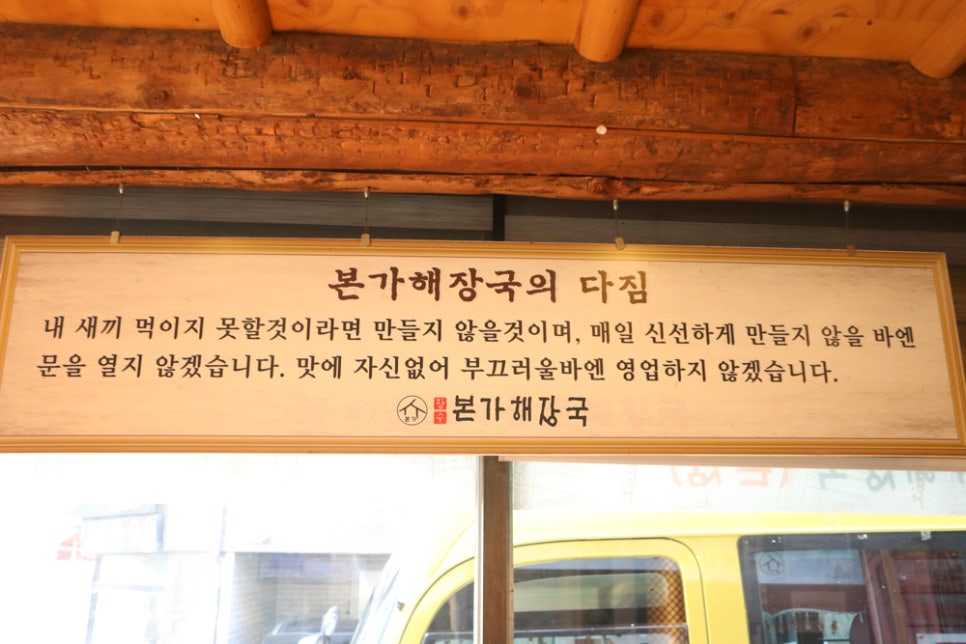 본가해장국의 다짐
내 새끼 먹이지 못할것이라면 만들지 않을것이며, 매일 신선하게 만들지 않을 바엔
문을 열지 않겠습니다. 맛에 자신없어 부끄러울바엔 영업하지 않겠습니다.
본가 장수 본가해장국